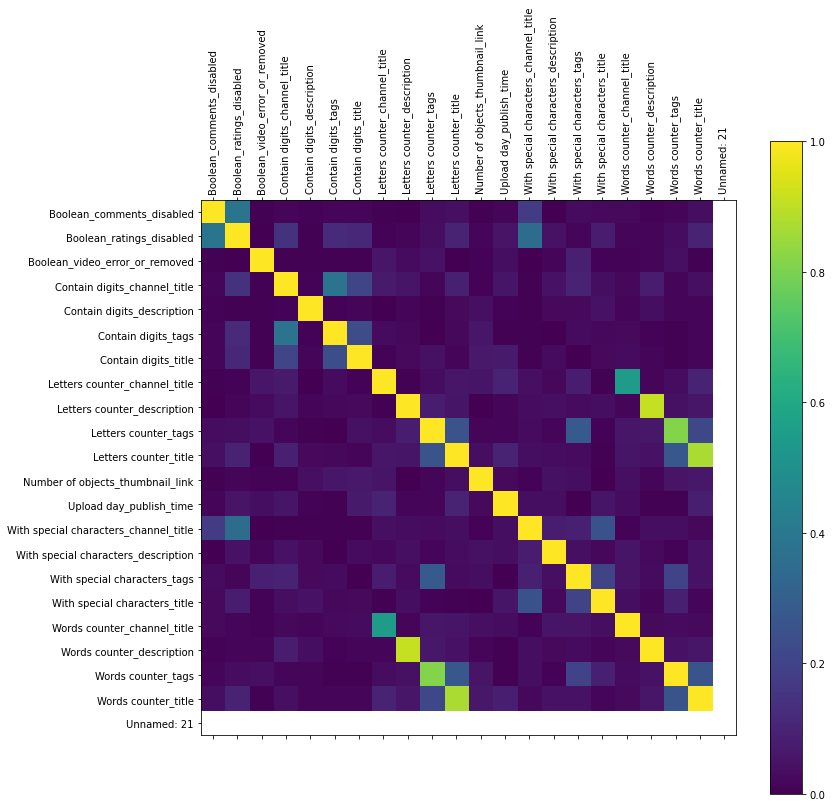 Boolean_comments_disabled
Boolean_ratings_disabled
Boolean_video_error_or_removed
Contain digits_channel_title
Contain digits_description
Contain digits_tags
Contain digits_title
Letters counter_channel_title
Letters counter_description
Letters counter_tags
Letters counter_title
Number of objects_thumbnail_link
Upload day_publish_time
With special characters_channel_title
With special characters_description
With special characters_tags
With special characters_title
Words counter_channel_title
Words counter_description
Words counter_tags
Words counter_title
Unnamed: 21
Boolean_comments_disabled
Boolean_ratings_disabled
Boolean_video_error_or_removed
Contain digits_channel_title
Contain digits_description
Contain digits_tags
Contain digits_title
Letters counter_channel_title
Letters counter_description
Letters counter_tags
Letters counter_title
Number of objects_thumbnail_link
Upload day_publish_time
With special characters_channel_title
With special characters_description
With special characters_tags
With special characters_title
Words counter_channel_title
Words counter_description
Words counter_tags
Words counter_title
Unnamed: 21
1.0
0.8
0.6
0.4
0.2
0.0